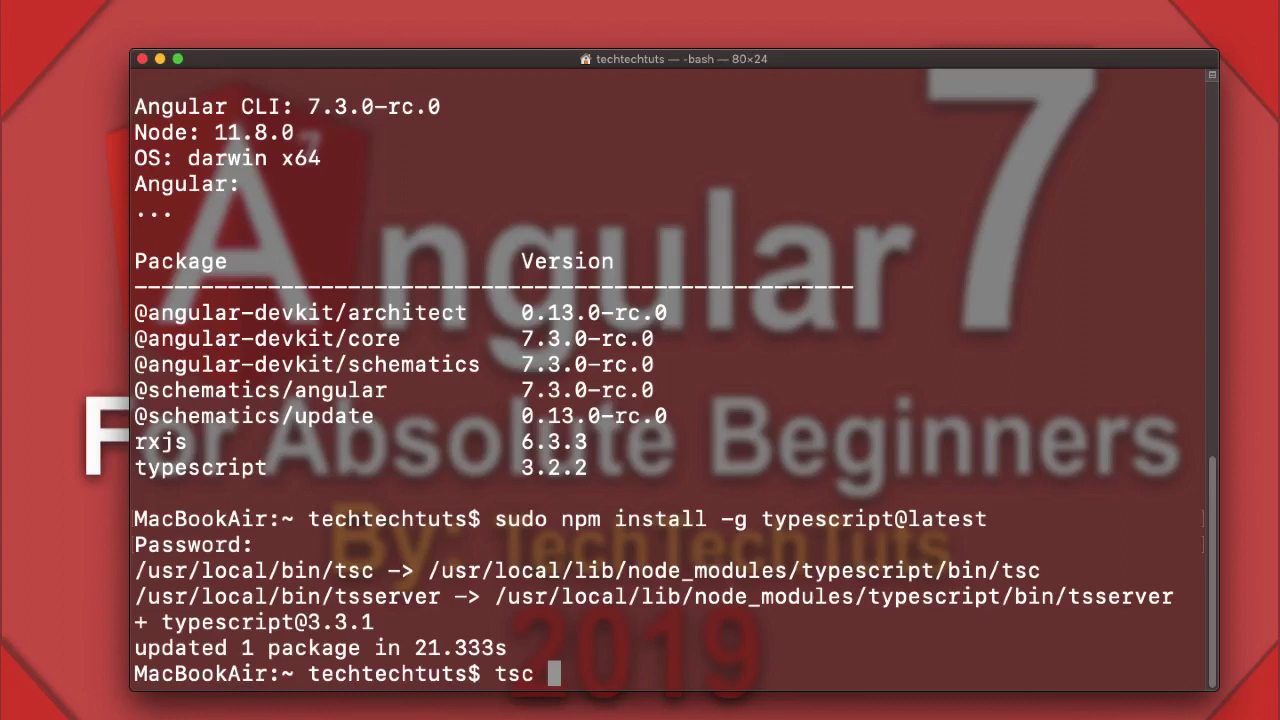 techtechtuts — -bash — 80×24
Angular CLI: 7.3.0-rc.0
Node: 11.8.0
OS: darwin x64
Angular:
...
Package Version
------------------------------------------------------
@angular-devkit/architect 0.13.0-rc.0
@angular-devkit/core 7.3.0-rc.0
@angular-devkit/schematics 7.3.0-rc.0
@schematics/angular 7.3.0-rc.0
@schematics/update 0.13.0-rc.0
rxjs 6.3.3
typescript 3.2.2
MacBookAir:~ techtechtuts$ sudo npm install -g typescript@latest
Password:
/usr/local/bin/tsc -> /usr/local/lib/node_modules/typescript/bin/tsc
/usr/local/bin/tsserver -> /usr/local/lib/node_modules/typescript/bin/tsserver
+ typescript@3.3.1
updated 1 package in 21.333s
MacBookAir:~ techtechtuts$ tsc
Angular 7
For Absolute Beginners
By: TechTechTuts
2019